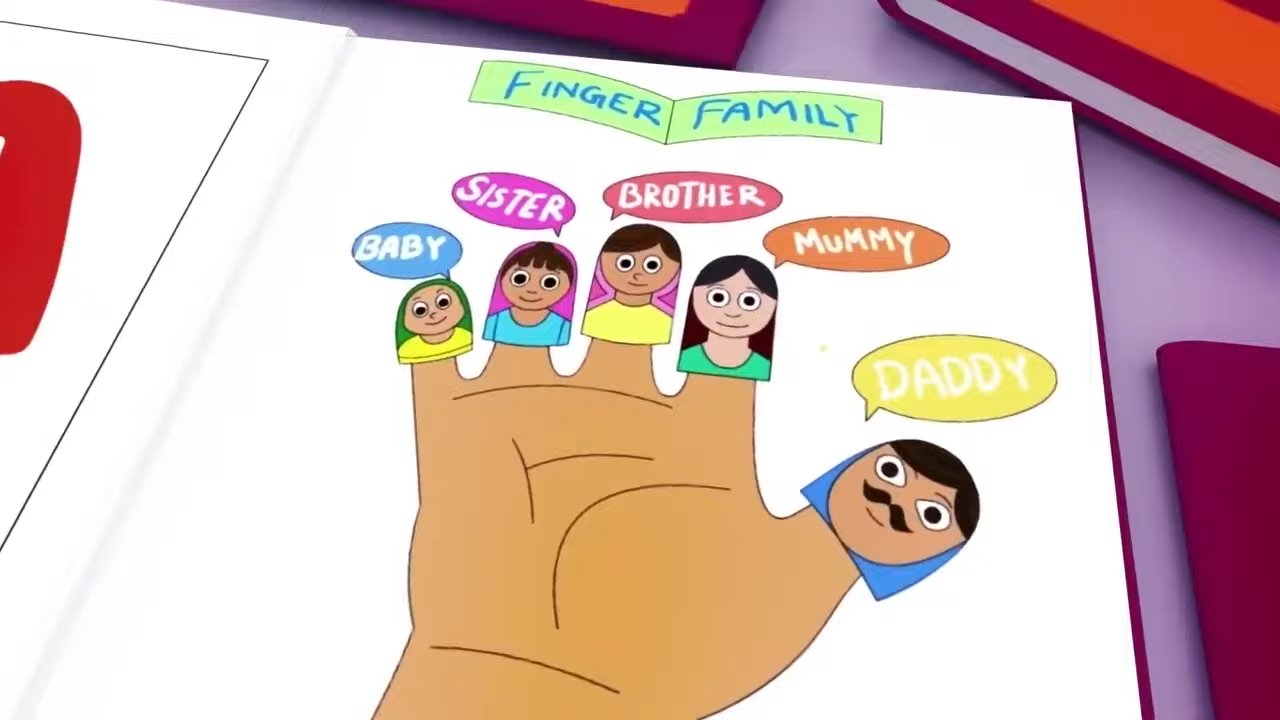 FINGER FAMILY
SISTER
BROTHER
BABY
MUMMY
DADDY